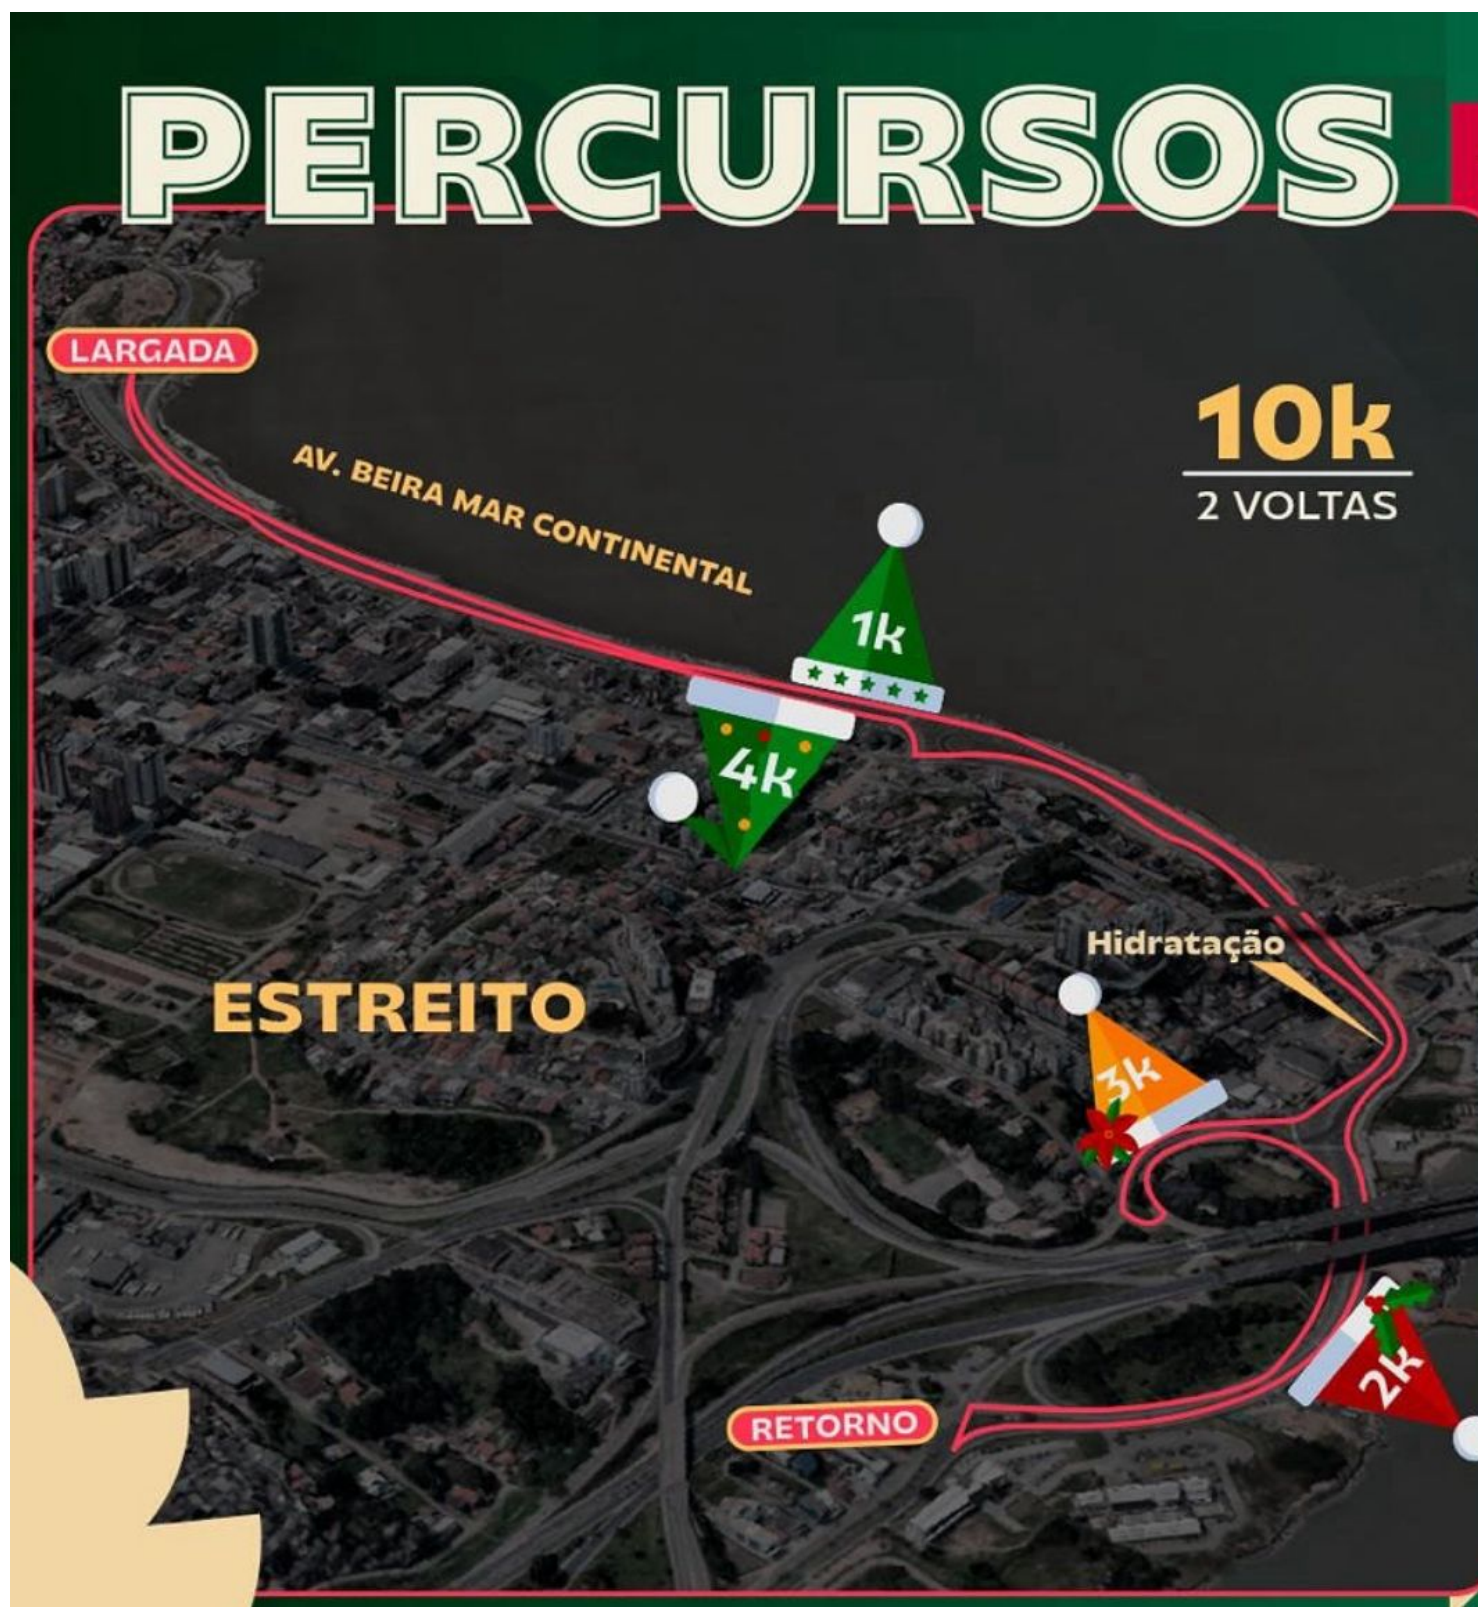 PERCURSOS
LARGADA
10k
2 VOLTAS
AV. BEIRA MAR CONTINENTAL
1k
4k
Hidratação
ESTREITO
3k
2k
RETORNO